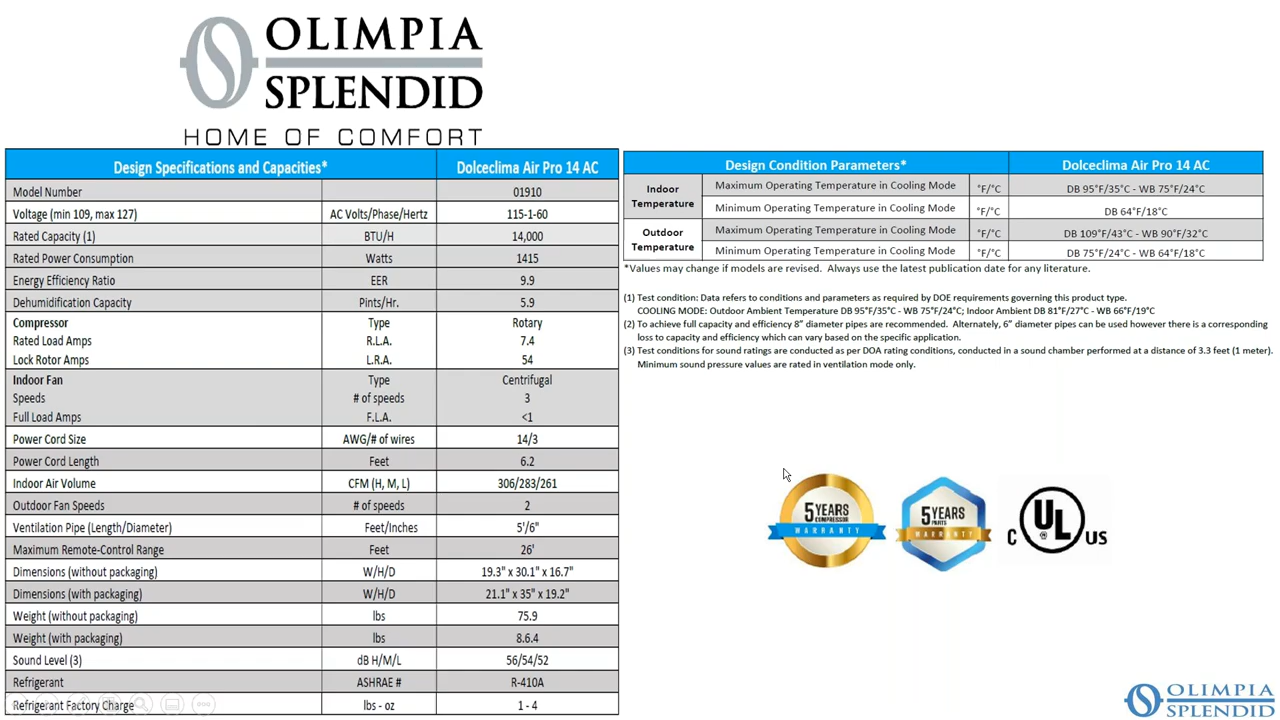 OLIMPIA
SPLENDID
HOME OF COMFORT
Design Specifications and Capacities* Dolceclima Air Pro 14 AC
Model Number 01910
Voltage (min 109, max 127) AC Volts/Phase/Hertz 115-1-60
Rated Capacity (1) BTU/H 14,000
Rated Power Consumption Watts 1415
Energy Efficiency Ratio EER 9.9
Dehumidification Capacity Pints/Hr. 5.9
Compressor Type Rotary
Rated Load Amps R.L.A. 7.4
Lock Rotor Amps L.R.A. 54
Indoor Fan Type Centrifugal
Speeds # of speeds 3
Full Load Amps F.L.A. <1
Power Cord Size AWG/# of wires 14/3
Power Cord Length Feet 6.2
Indoor Air Volume CFM (H, M, L) 306/283/261
Outdoor Fan Speeds # of speeds 2
Ventilation Pipe (Length/Diameter) Feet/Inches 5'/6"
Maximum Remote-Control Range Feet 26'
Dimensions (without packaging) W/H/D 19.3" x 30.1" x 16.7"
Dimensions (with packaging) W/H/D 21.1" x 35" x 19.2"
Weight (without packaging) lbs 75.9
Weight (with packaging) lbs 8.6.4
Sound Level (3) dB H/M/L 56/54/52
Refrigerant ASHRAE # R-410A
Refrigerant Factory Charge lbs - oz 1 - 4
Design Condition Parameters* Dolceclima Air Pro 14 AC
Indoor Temperature Maximum Operating Temperature in Cooling Mode °F/°C DB 95°F/35°C - WB 75°F/24°C
Minimum Operating Temperature in Cooling Mode °F/°C DB 64°F/18°C
Outdoor Temperature Maximum Operating Temperature in Cooling Mode °F/°C DB 109°F/43°C - WB 90°F/32°C
Minimum Operating Temperature in Cooling Mode °F/°C DB 75°F/24°C - WB 64°F/18°C
*Values may change if models are revised. Always use the latest publication date for any literature.
(1) Test condition: Data refers to conditions and parameters as required by DOE requirements governing this product type.
COOLING MODE: Outdoor Ambient Temperature DB 95°F/35°C - WB 75°F/24°C; Indoor Ambient DB 81°F/27°C - WB 66°F/19°C
(2) To achieve full capacity and efficiency 8" diameter pipes are recommended. Alternately, 6" diameter pipes can be used however there is a corresponding
loss to capacity and efficiency which can vary based on the specific application.
(3) Test conditions for sound ratings are conducted as per DOA rating conditions, conducted in a sound chamber performed at a distance of 3.3 feet (1 meter).
Minimum sound pressure values are rated in ventilation mode only.
5 YEARS
COMPRESSOR
WARRANTY
5 YEARS
PARTS
WARRANTY
C UL US
OLIMPIA
SPLENDID